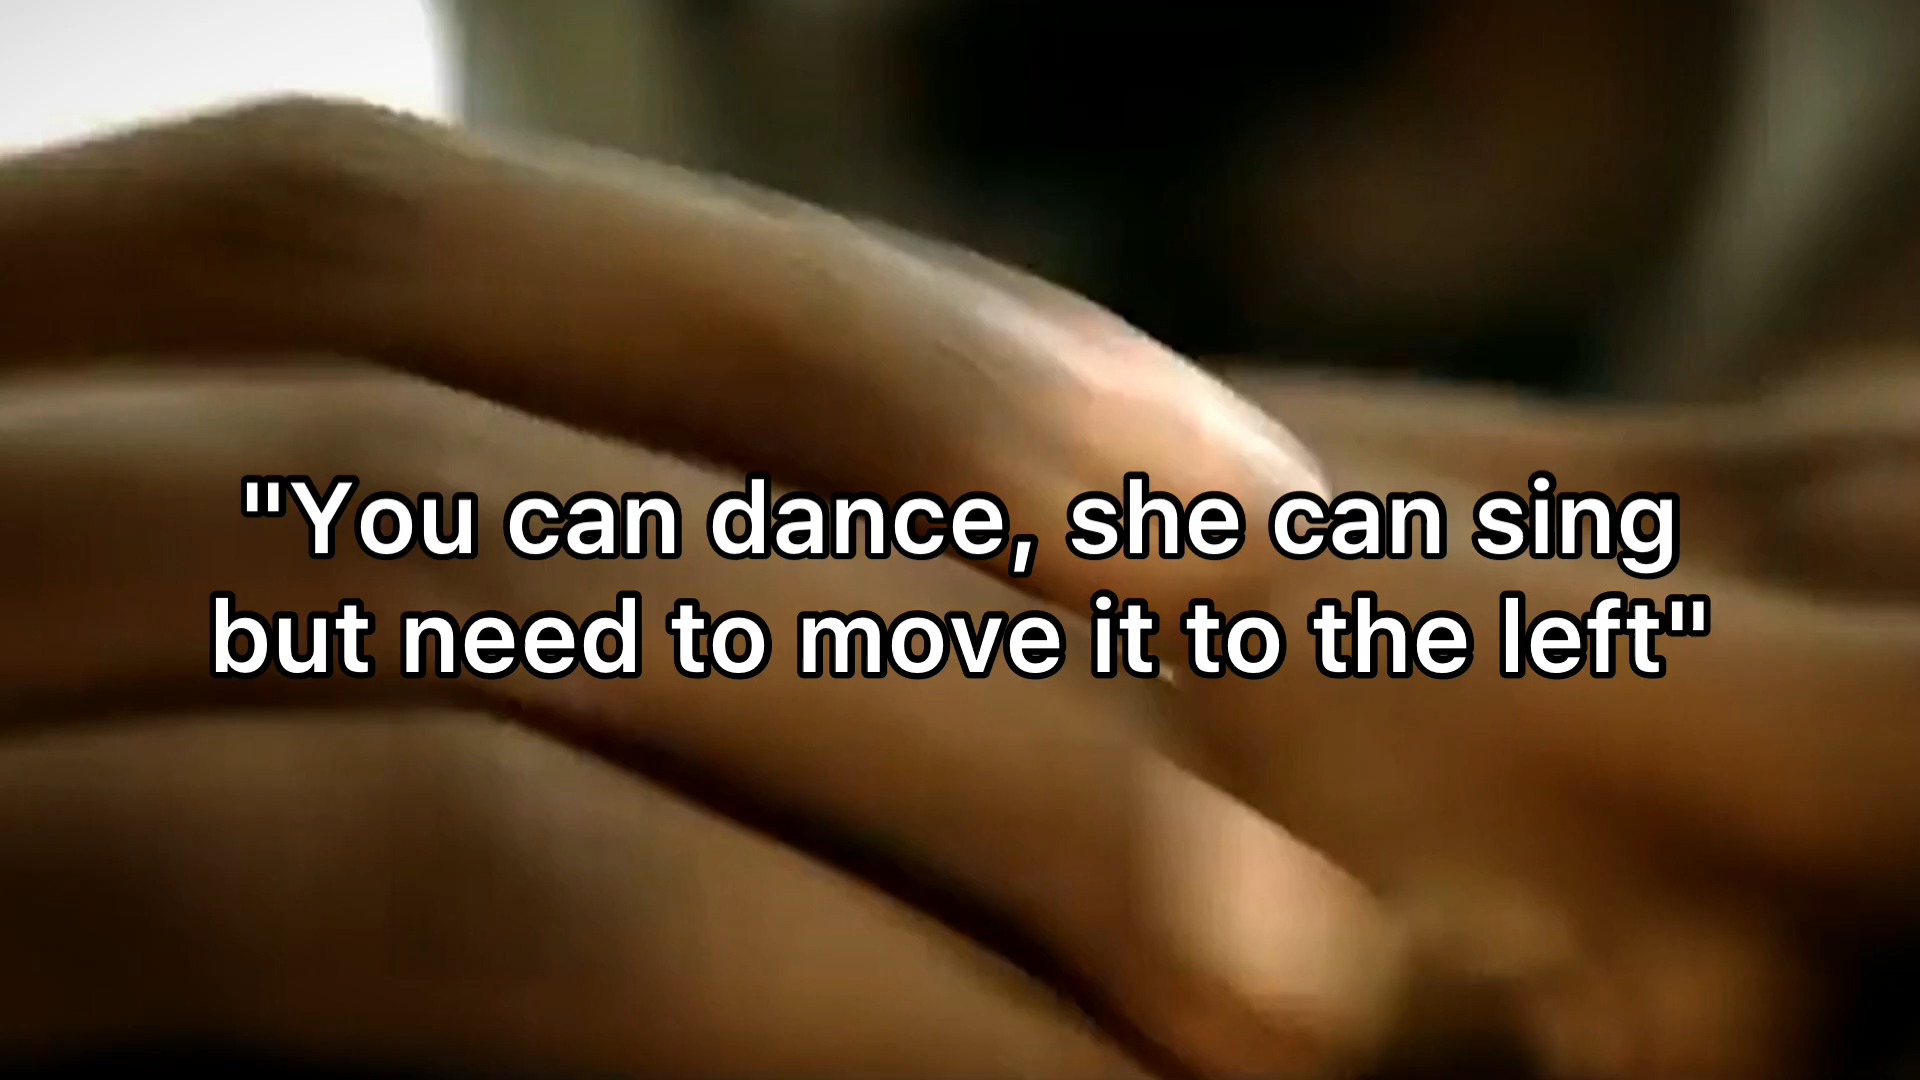 "You can dance, she can sing
but need to move it to the left"